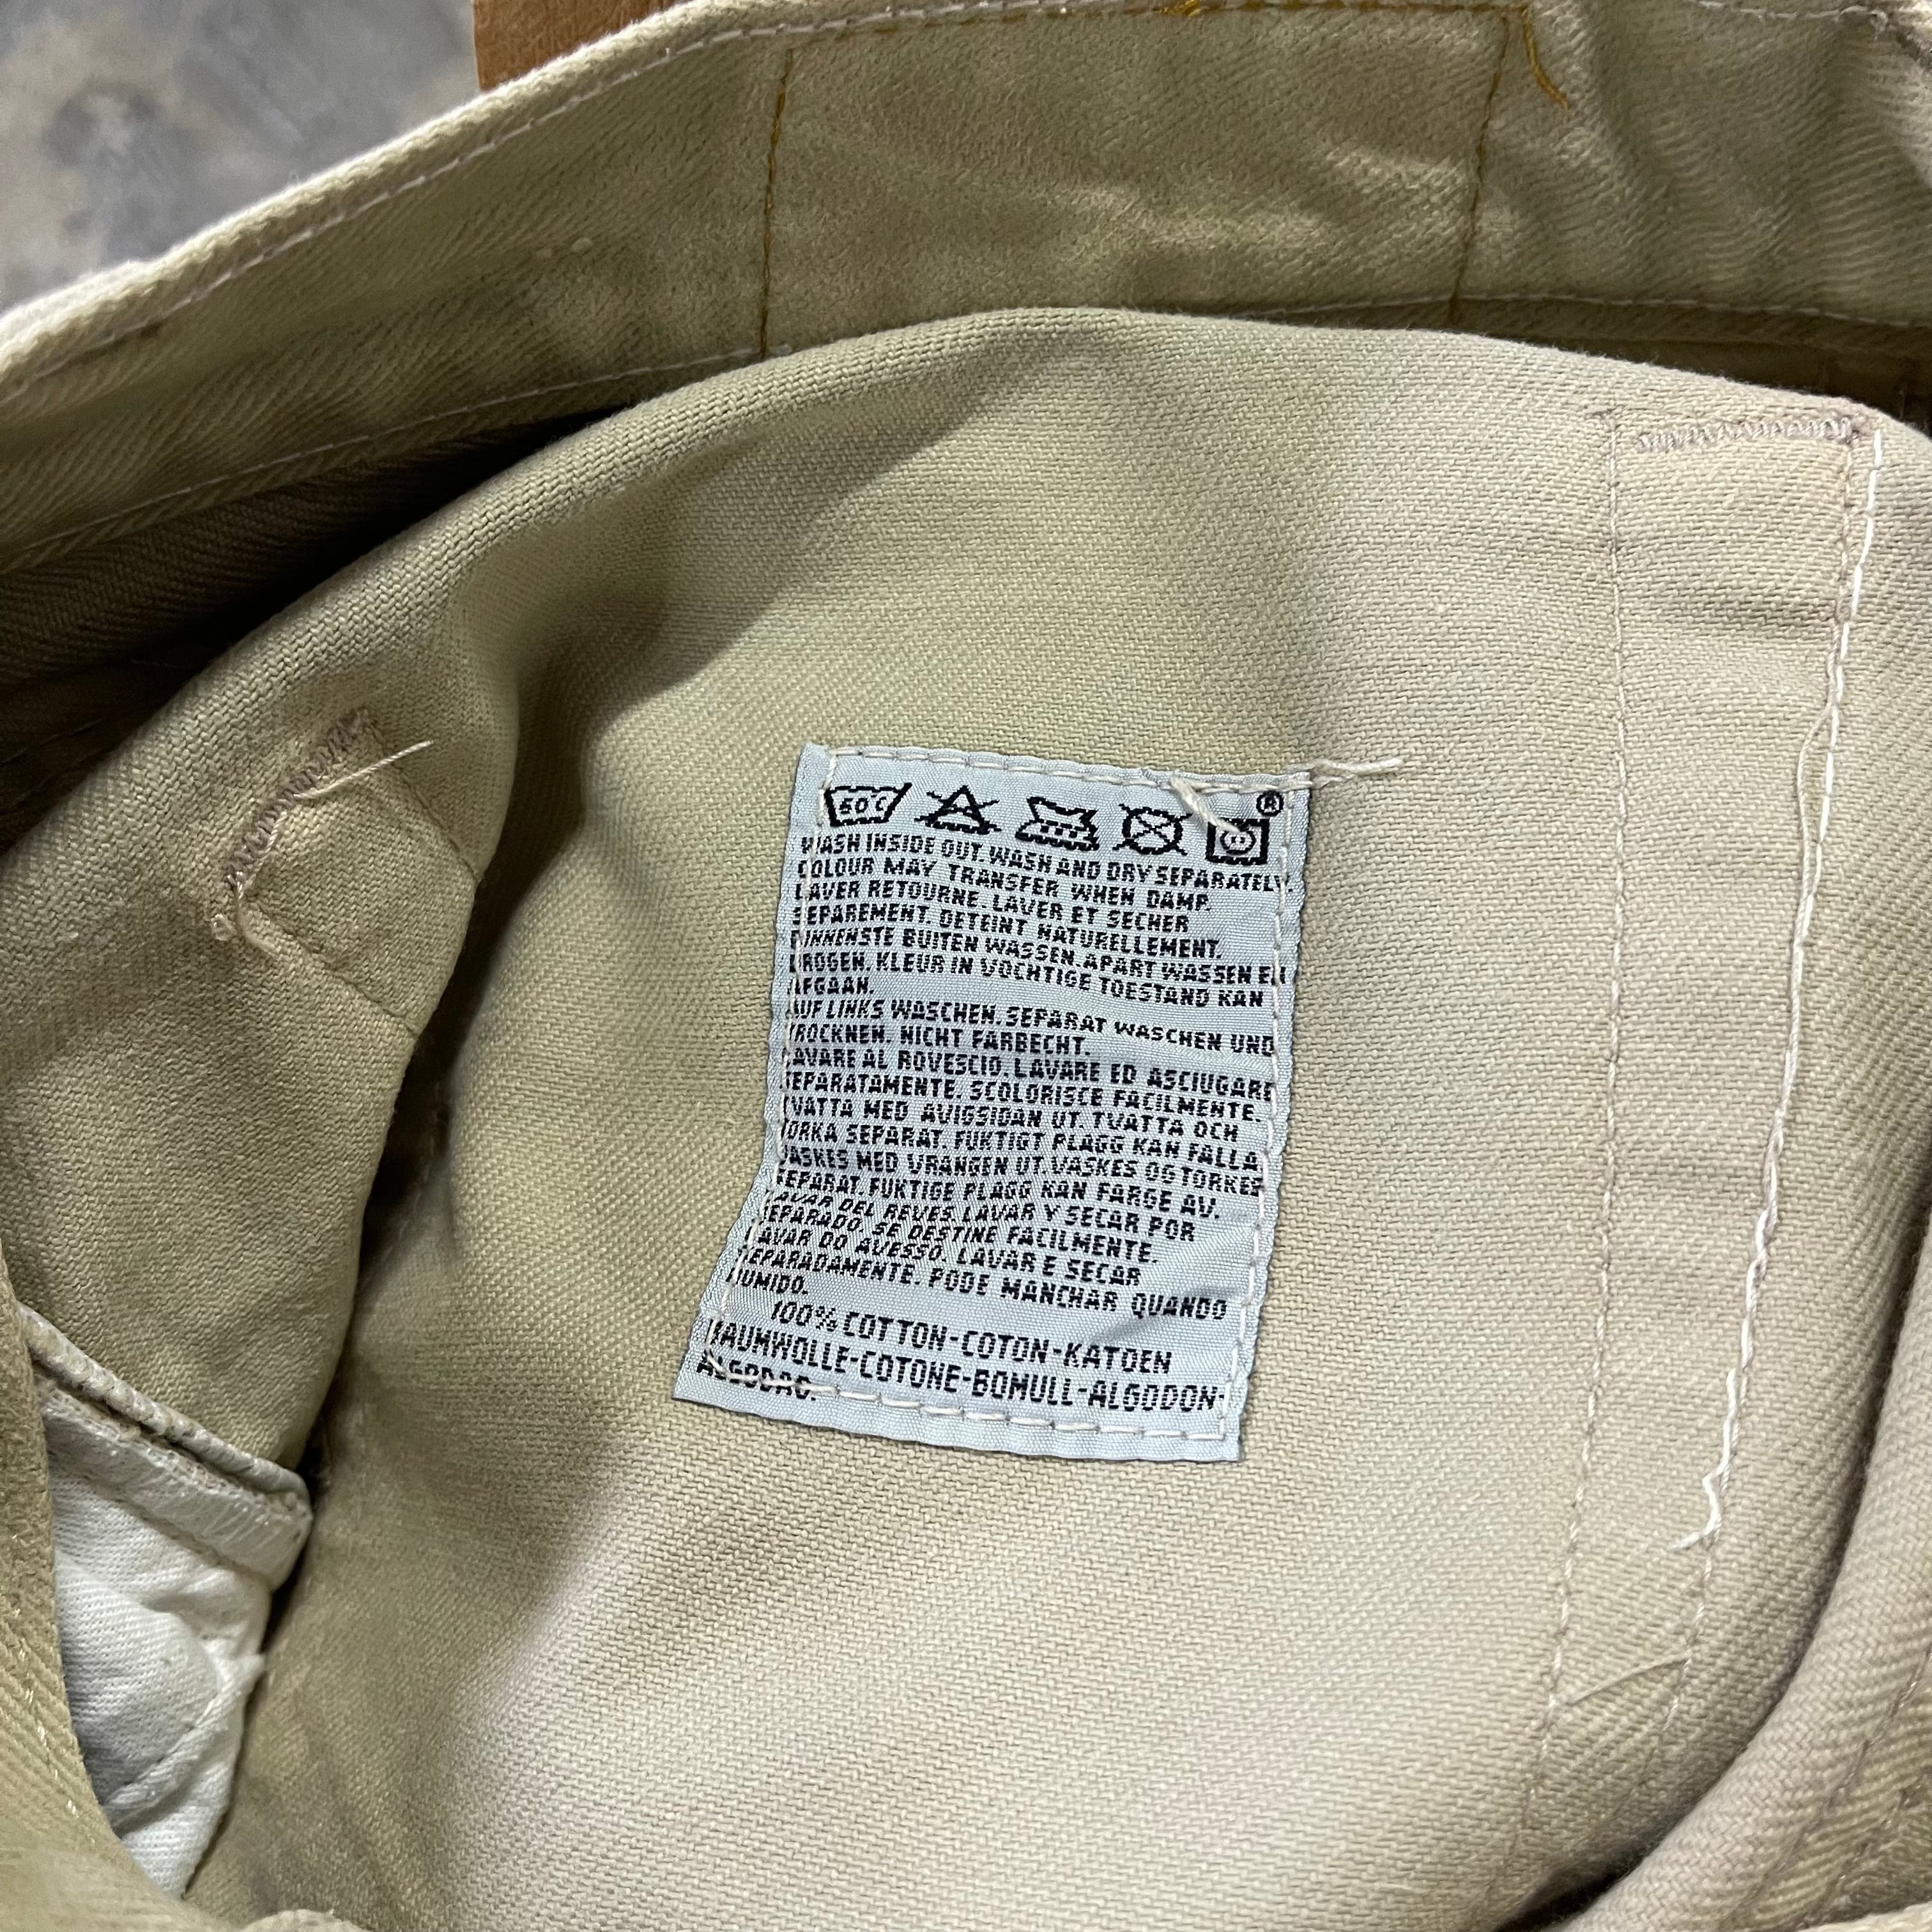 60°C
®
WASH INSIDE OUT. WASH AND DRY SEPARATELY.
COLOUR MAY TRANSFER WHEN DAMP.
LAVER RETOURNE. LAVER ET SECHER
SEPAREMENT. DETEINT NATURELLEMENT.
BINNENSTE BUITEN WASSEN. APART WASSEN EN
DROGEN. KLEUR IN VOCHTIGE TOESTAND KAN
AFGAAN.
AUF LINKS WASCHEN. SEPARAT WASCHEN UND
TROCKNEN. NICHT FARBECHT.
LAVARE AL ROVESCIO. LAVARE ED ASCIUGARE
SEPARATAMENTE. SCOLORISCE FACILMENTE.
TVATTA MED AVIGSIDAN UT. TVATTA OCH
TORKA SEPARAT. FUKTIGT PLAGG KAN FALLA
VASKES MED VRANGEN UT. VASKES OG TORKES
SEPARAT. FUKTIGE PLAGG KAN FARGE AV.
LAVAR DEL REVES. LAVAR Y SECAR POR
SEPARADO. SE DESTINE FACILMENTE.
LAVAR DO AVESSO. LAVAR E SECAR
SEPARADAMENTE. PODE MANCHAR QUANDO
HUMIDO.
100% COTTON-COTON-KATOEN
BAUMWOLLE-COTONE-BOMULL-ALGODON-
ALGODAO.